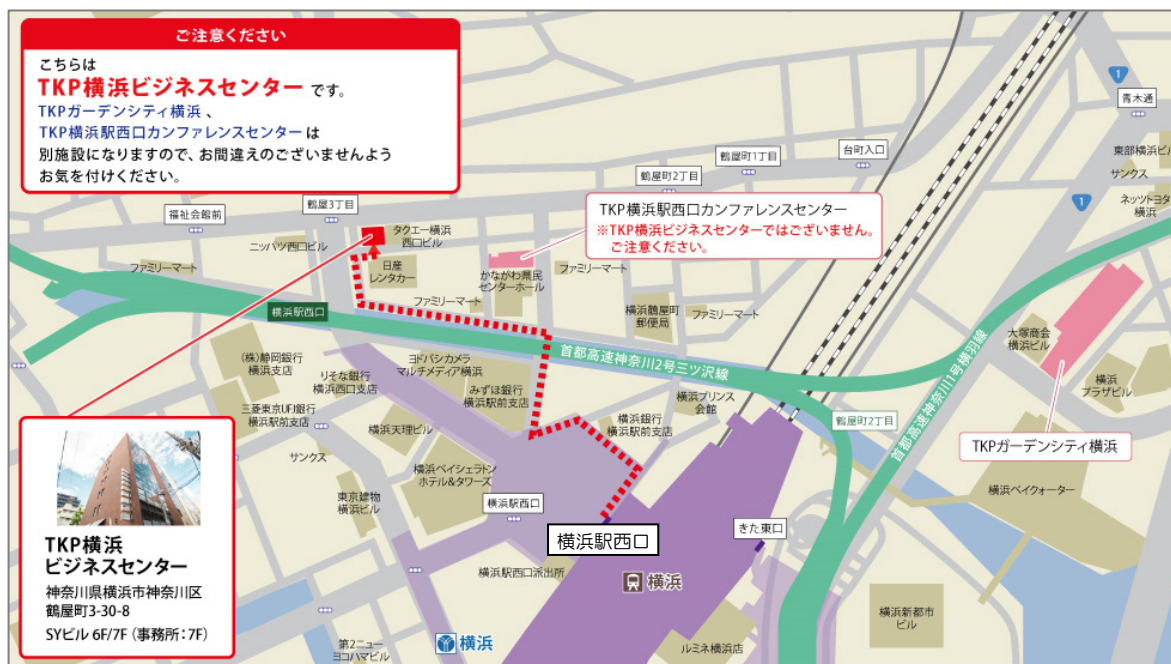 ご注意ください
こちらは
TKP横浜ビジネスセンター です。
TKPガーデンシティ横浜 、
TKP横浜駅西口カンファレンスセンター は
別施設になりますので、お間違えのございませんよう
お気を付けください。
1
青木通
東部横浜ビル
サンクス
1
ネッツトヨタ
横浜
台町入口
鶴屋町1丁目
鶴屋町2丁目
鶴屋3丁目
福祉会館前
TKP横浜駅西口カンファレンスセンター
※TKP横浜ビジネスセンターではございません。
ご注意ください。
タクエー横浜
西口ビル
ニッパツ西口ビル
ファミリーマート
日産
レンタカー
かながわ県民
センターホール
ファミリーマート
ファミリーマート
横浜鶴屋町
郵便局
ファミリーマート
横浜駅西口
首都高速神奈川2号三ツ沢線
首都高速神奈川1号横羽線
大塚商会
横浜ビル
横浜
プラザビル
TKPガーデンシティ横浜
(株)静岡銀行
横浜支店
りそな銀行
横浜西口支店
ヨドバシカメラ
マルチメディア横浜
みずほ銀行
横浜駅前支店
三菱東京UFJ銀行
横浜駅前支店
横浜天理ビル
横浜銀行
横浜駅前支店
横浜プリンス
会館
鶴屋町2丁目
サンクス
横浜ベイシェラトン
ホテル&タワーズ
東京建物
横浜ビル
横浜駅西口
横浜駅西口
きた東口
横浜ベイクォーター
横浜駅西口派出所
横浜
横浜
第2ニュー
ヨコハマビル
ルミネ横浜店
横浜新都市
ビル
TKP横浜
ビジネスセンター
神奈川県横浜市神奈川区
鶴屋町3-30-8
SYビル 6F/7F (事務所:7F)